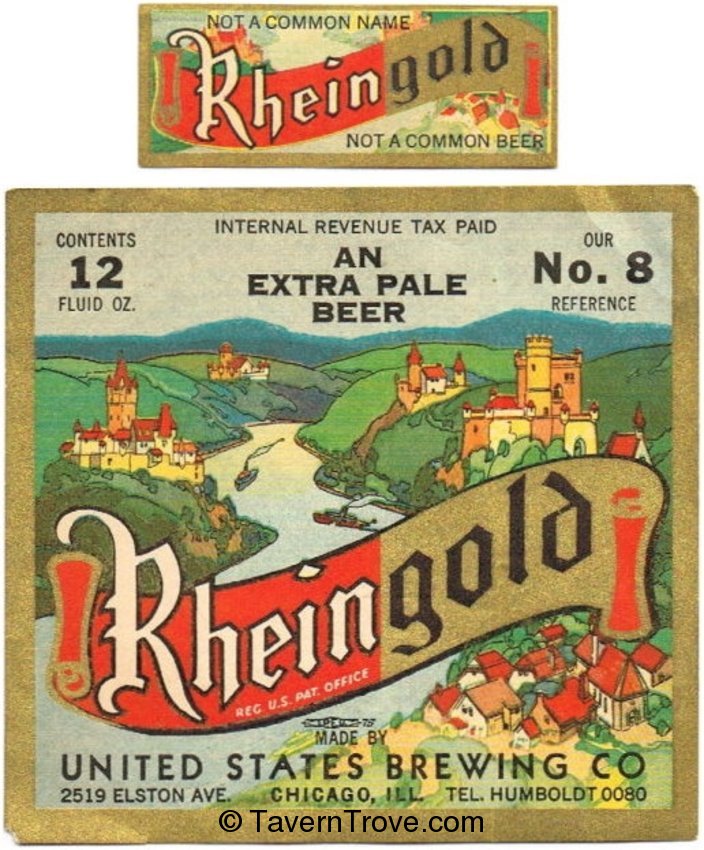 NOT A COMMON NAME
Rheingold
NOT A COMMON BEER
INTERNAL REVENUE TAX PAID
CONTENTS
12
FLUID OZ.
AN
EXTRA PALE
BEER
OUR
No. 8
REFERENCE
Rheingold
REG. U.S. PAT. OFFICE
MADE BY
UNITED STATES BREWING CO
2519 ELSTON AVE. CHICAGO, ILL. TEL. HUMBOLDT 0080
© TavernTrove.com